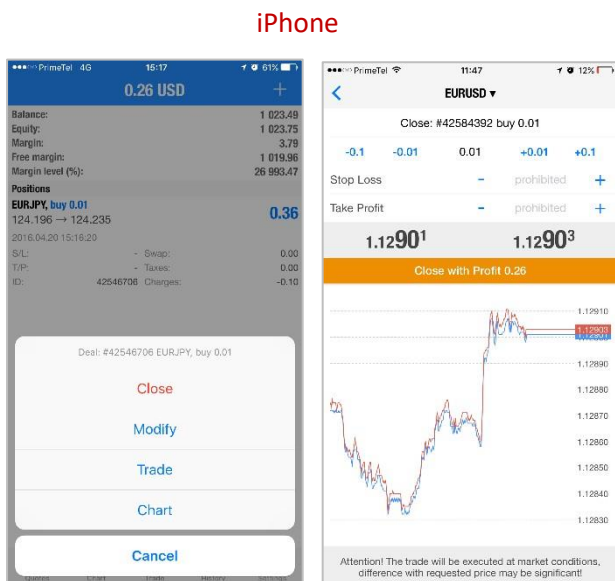 iPhone
PrimeTel 4G 15:17 61%
0.26 USD +
Balance: 1 023.49
Equity: 1 023.75
Margin: 3.79
Free margin: 1 019.96
Margin level (%): 26 993.47
Positions
EURJPY, buy 0.01
124.196 → 124.235 0.36
2016.04.20 15:16:20
S/L: - Swap: 0.00
T/P: - Taxes: 0.00
ID: 42546706 Charges: -0.10
Deal: #42546706 EURJPY, buy 0.01
Close
Modify
Trade
Chart
Cancel
Quotes Chart Trade History Settings
PrimeTel 11:47 12%
EURUSD ▾
Close: #42584392 buy 0.01
-0.1 -0.01 0.01 +0.01 +0.1
Stop Loss - prohibited +
Take Profit - prohibited +
1.12901 1.12903
Close with Profit 0.26
1.12910
1.12903
1.12901
1.12890
1.12880
1.12870
1.12860
1.12850
1.12840
1.12830
Attention! The trade will be executed at market conditions,
difference with requested price may be significant!